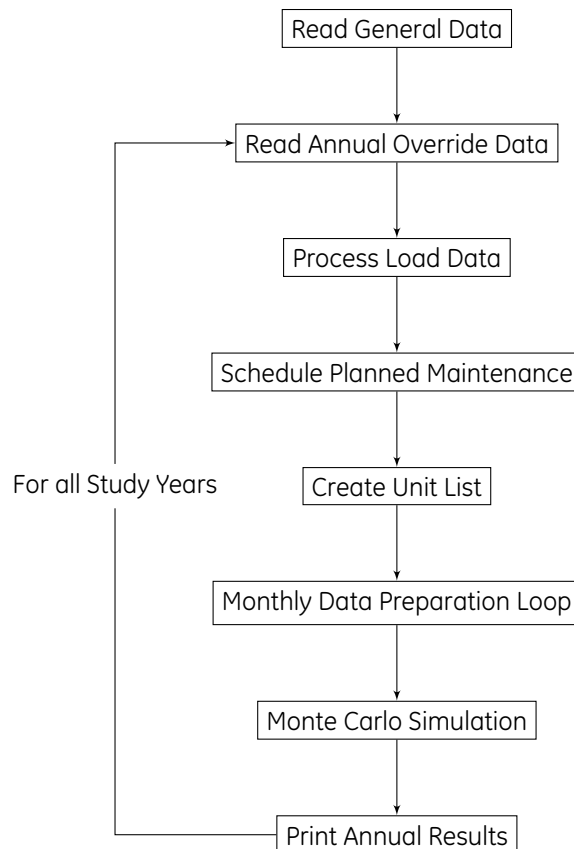 Read General Data
Read Annual Override Data
Process Load Data
Schedule Planned Maintenance
For all Study Years
Create Unit List
Monthly Data Preparation Loop
Monte Carlo Simulation
Print Annual Results